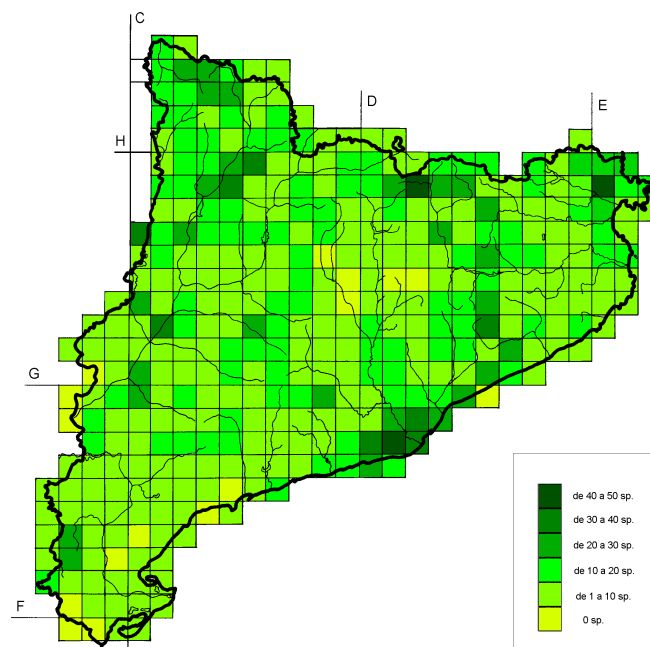 C
D
E
H
G
F
de 40 a 50 sp.
de 30 a 40 sp.
de 20 a 30 sp.
de 10 a 20 sp.
de 1 a 10 sp.
0 sp.